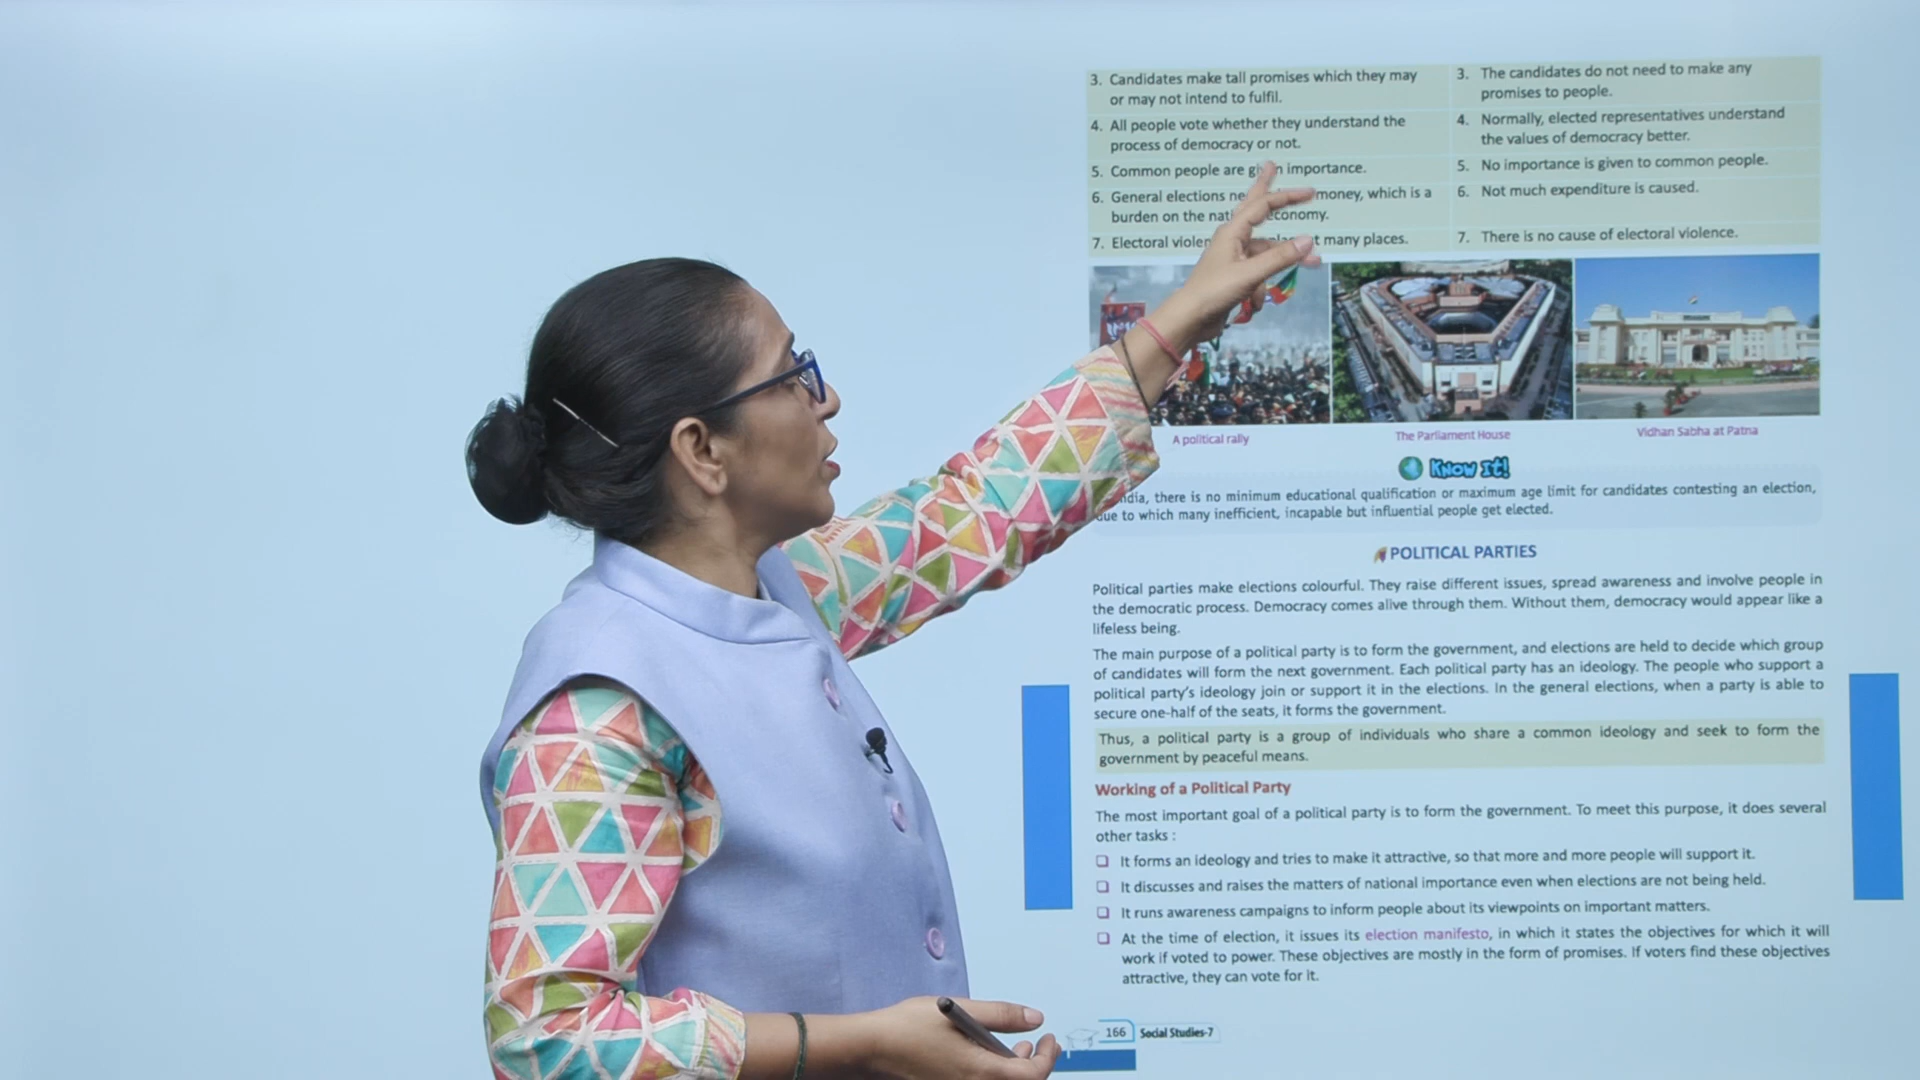 3. Candidates make tall promises which they may
or may not intend to fulfil.
4. All people vote whether they understand the
process of democracy or not.
5. Common people are given importance.
6. General elections money, which is a
burden on the economy.
7. Electoral many places.
3. The candidates do not need to make any
promises to people.
4. Normally, elected representatives understand
the values of democracy better.
5. No importance is given to common people.
6. Not much expenditure is caused.
7. There is no cause of electoral violence.
A political rally
The Parliament House
Vidhan Sabha at Patna
Know It!
there is no minimum educational qualification or maximum age limit for candidates contesting an election,
to which many inefficient, incapable but influential people get elected.
POLITICAL PARTIES
Political parties make elections colourful. They raise different issues, spread awareness and involve people in
the democratic process. Democracy comes alive through them. Without them, democracy would appear like a
lifeless being.
The main purpose of a political party is to form the government, and elections are held to decide which group
of candidates will form the next government. Each political party has an ideology. The people who support a
political party's ideology join or support it in the elections. In the general elections, when a party is able to
secure one-half of the seats, it forms the government.
Thus, a political party is a group of individuals who share a common ideology and seek to form the
government by peaceful means.
Working of a Political Party
The most important goal of a political party is to form the government. To meet this purpose, it does several
other tasks :
❑ It forms an ideology and tries to make it attractive, so that more and more people will support it.
❑ It discusses and raises the matters of national importance even when elections are not being held.
❑ It runs awareness campaigns to inform people about its viewpoints on important matters.
❑ At the time of election, it issues its election manifesto, in which it states the objectives for which it will
work if voted to power. These objectives are mostly in the form of promises. If voters find these objectives
attractive, they can vote for it.
166 Social Studies-7